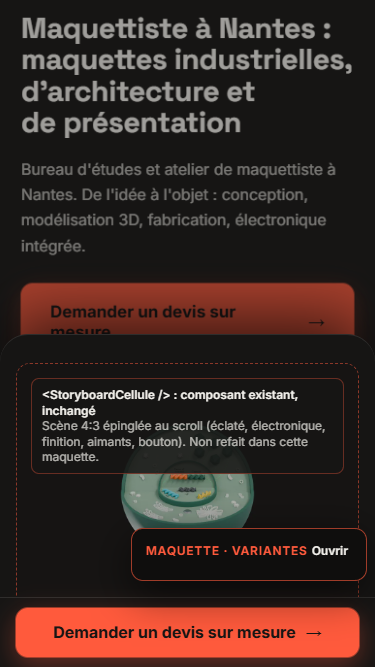 Maquettiste à Nantes :
maquettes industrielles,
d'architecture et
de présentation
Bureau d'études et atelier de maquettiste à
Nantes. De l'idée à l'objet : conception,
modélisation 3D, fabrication, électronique
intégrée.
Demander un devis sur
mesure →
<StoryboardCellule /> : composant existant,
inchangé
Scène 4:3 épinglée au scroll (éclaté, électronique,
finition, aimants, bouton). Non refait dans cette
maquette.
MAQUETTE · VARIANTES Ouvrir
Demander un devis sur mesure →